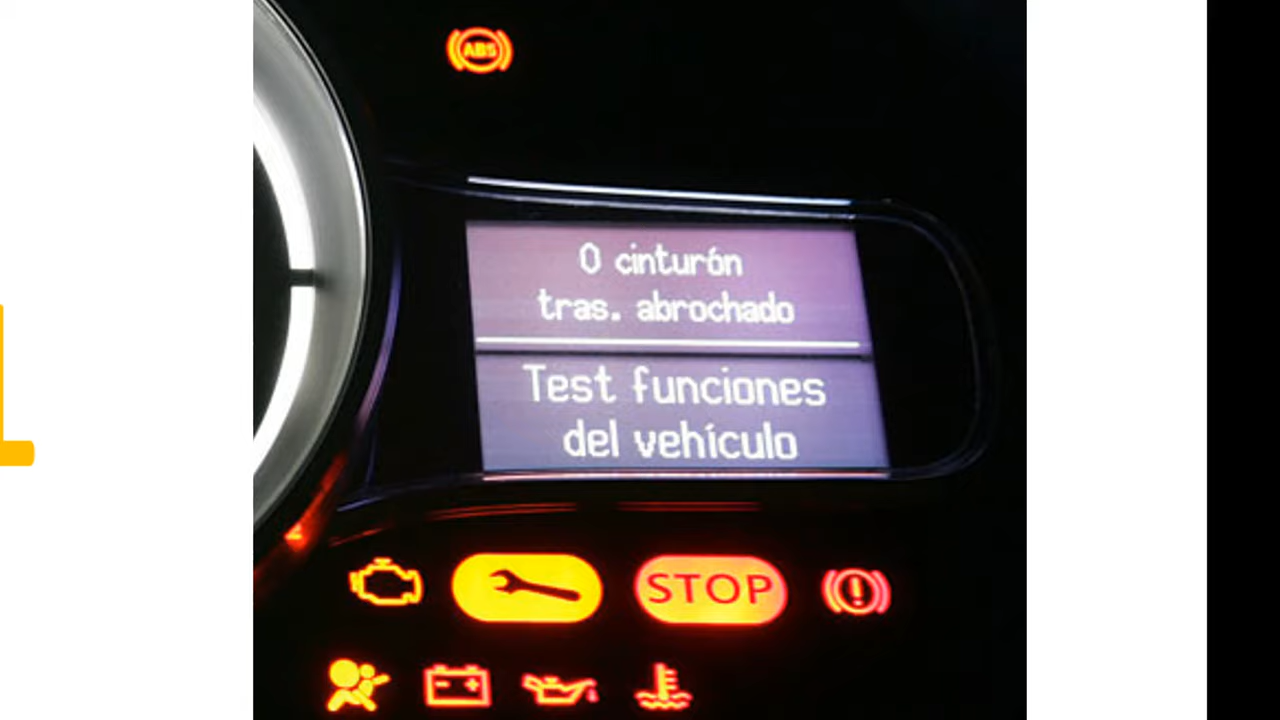 ABS
0 cinturón
tras. abrochado
Test funciones
del vehículo
STOP